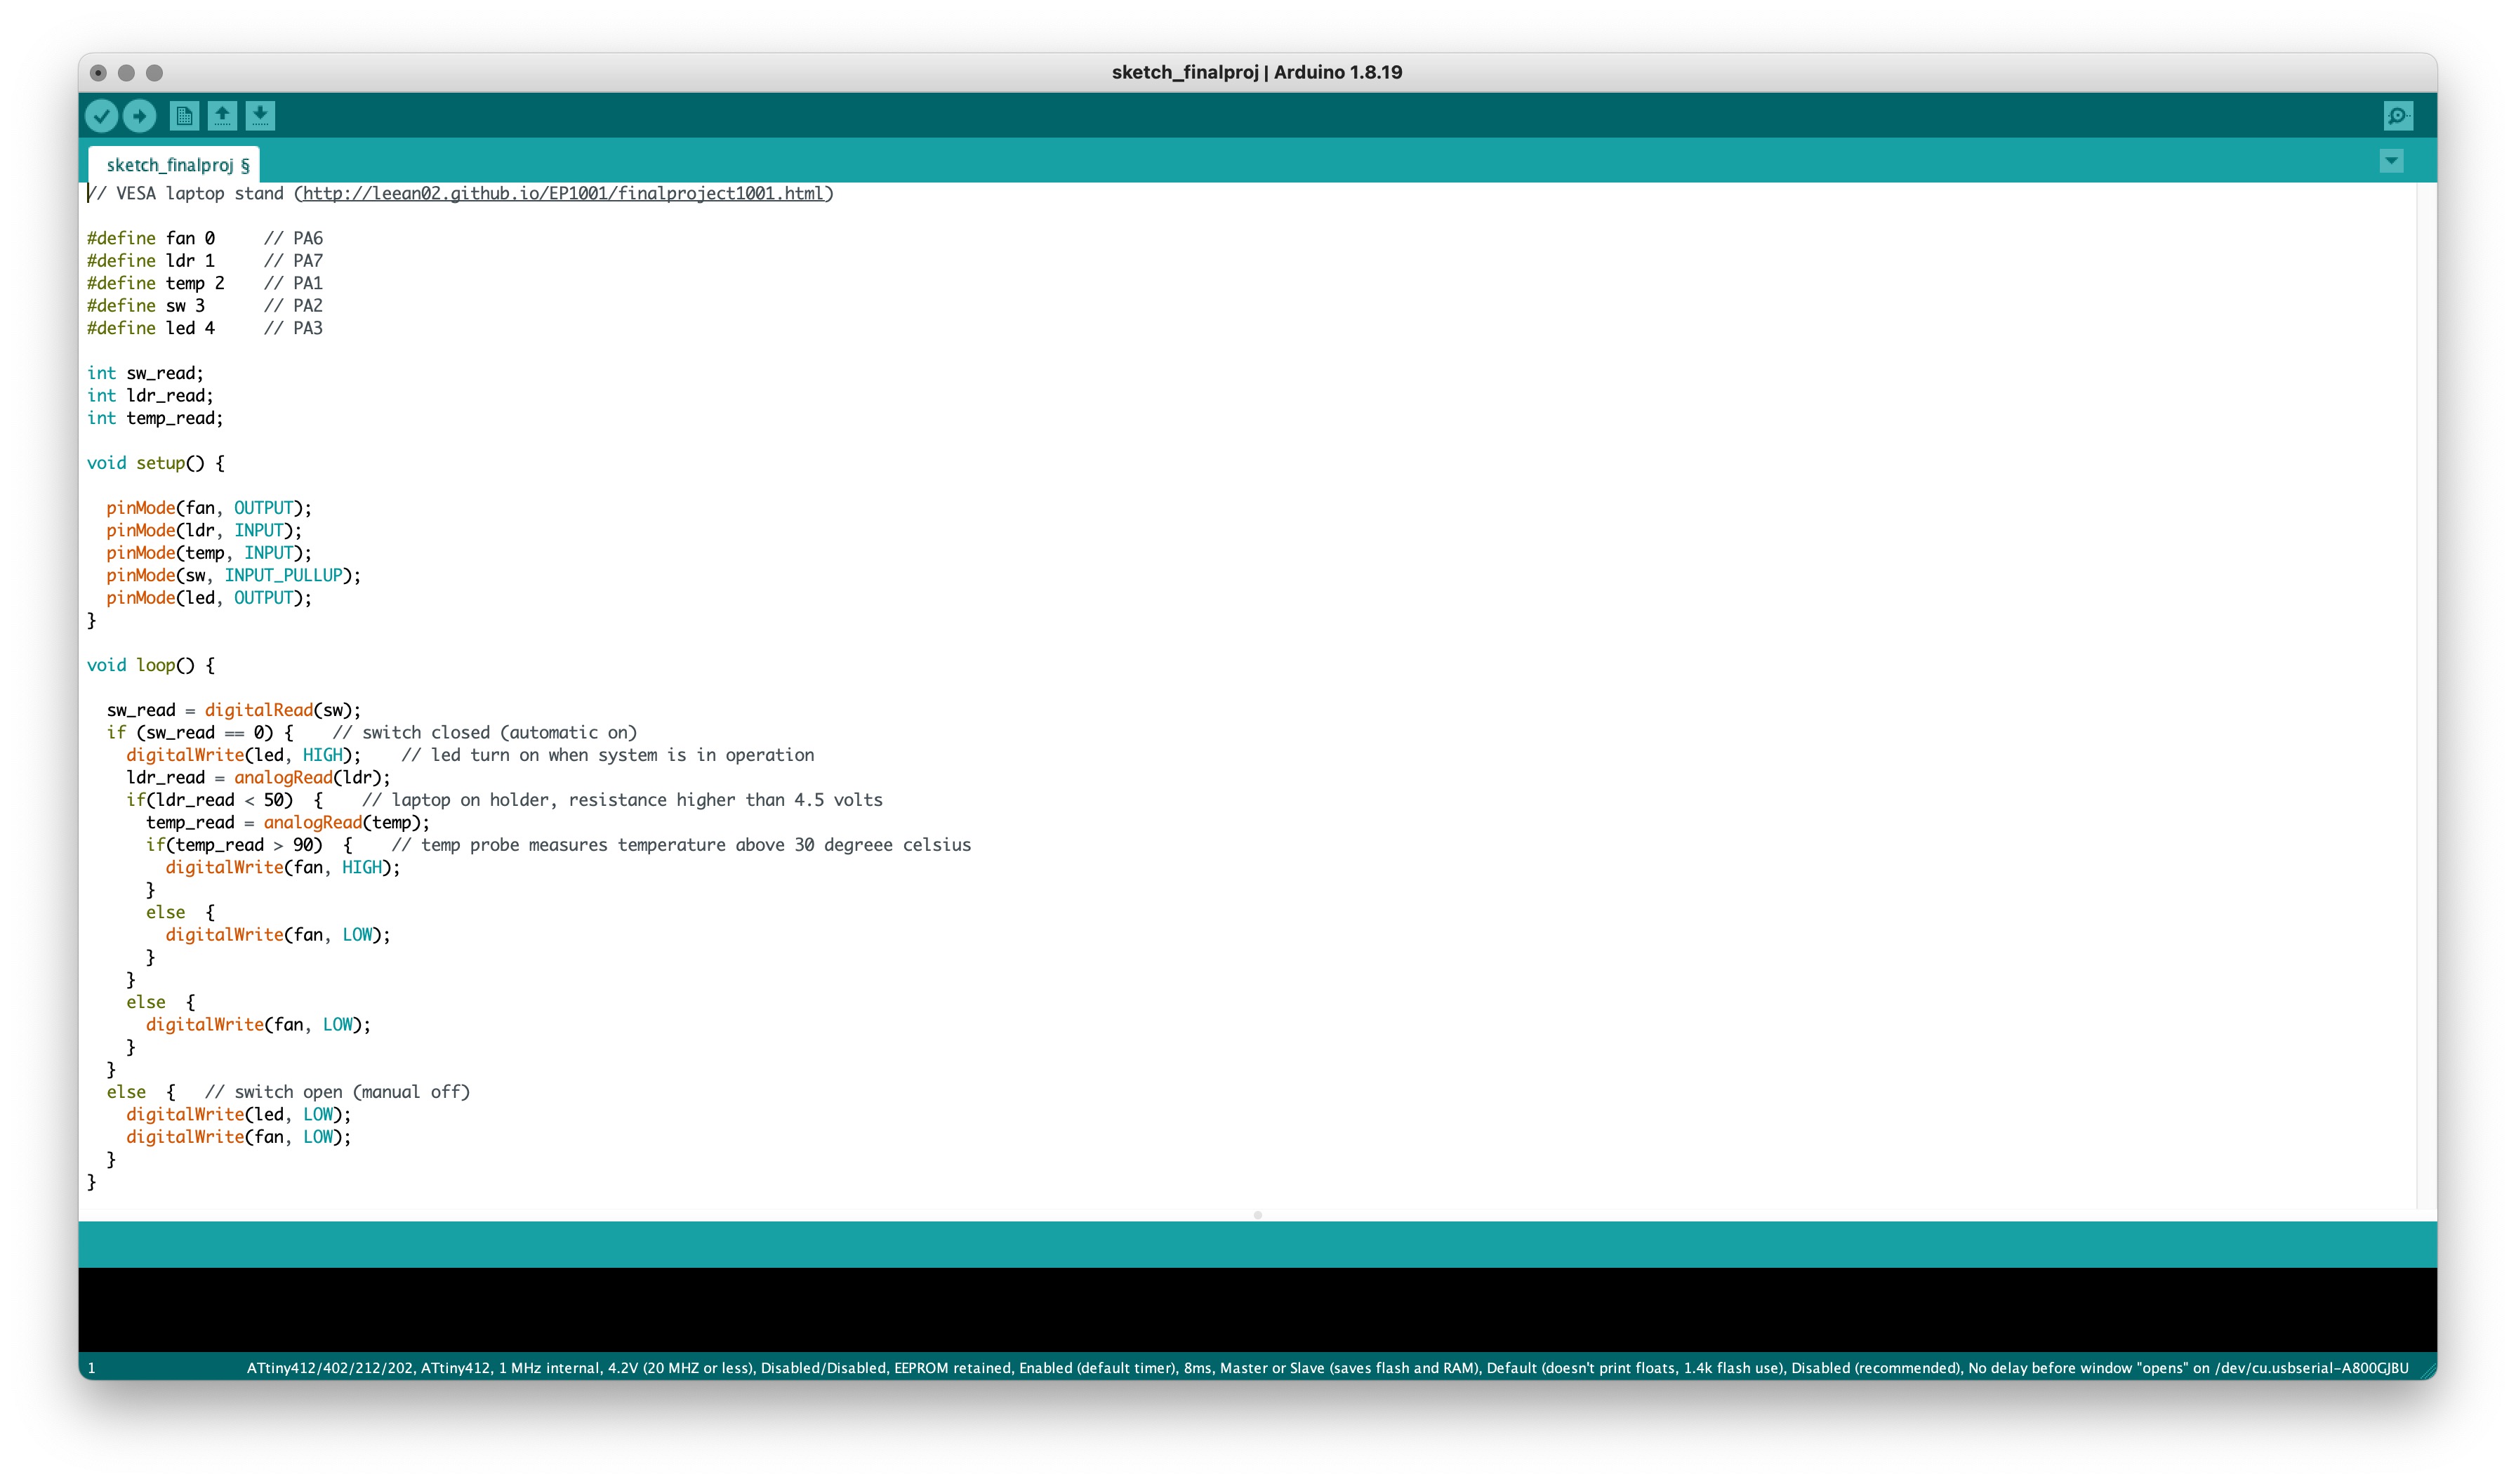 sketch_finalproj | Arduino 1.8.19
sketch_finalproj §
// VESA laptop stand (http://leean02.github.io/EP1001/finalproject1001.html)
#define fan 0     // PA6
#define ldr 1     // PA7
#define temp 2    // PA1
#define sw 3      // PA2
#define led 4     // PA3
int sw_read;
int ldr_read;
int temp_read;
void setup() {
  pinMode(fan, OUTPUT);
  pinMode(ldr, INPUT);
  pinMode(temp, INPUT);
  pinMode(sw, INPUT_PULLUP);
  pinMode(led, OUTPUT);
}
void loop() {
  sw_read = digitalRead(sw);
  if (sw_read == 0) {    // switch closed (automatic on)
    digitalWrite(led, HIGH);    // led turn on when system is in operation
    ldr_read = analogRead(ldr);
    if(ldr_read < 50)  {    // laptop on holder, resistance higher than 4.5 volts
      temp_read = analogRead(temp);
      if(temp_read > 90)  {    // temp probe measures temperature above 30 degreee celsius
        digitalWrite(fan, HIGH);
      }
      else  {
        digitalWrite(fan, LOW);
      }
    }
    else  {
      digitalWrite(fan, LOW);
    }
  }
  else  {   // switch open (manual off)
    digitalWrite(led, LOW);
    digitalWrite(fan, LOW);
  }
}
1
ATtiny412/402/212/202, ATtiny412, 1 MHz internal, 4.2V (20 MHZ or less), Disabled/Disabled, EEPROM retained, Enabled (default timer), 8ms, Master or Slave (saves flash and RAM), Default (doesn't print floats, 1.4k flash use), Disabled (recommended), No delay before window "opens" on /dev/cu.usbserial-A800GJBU